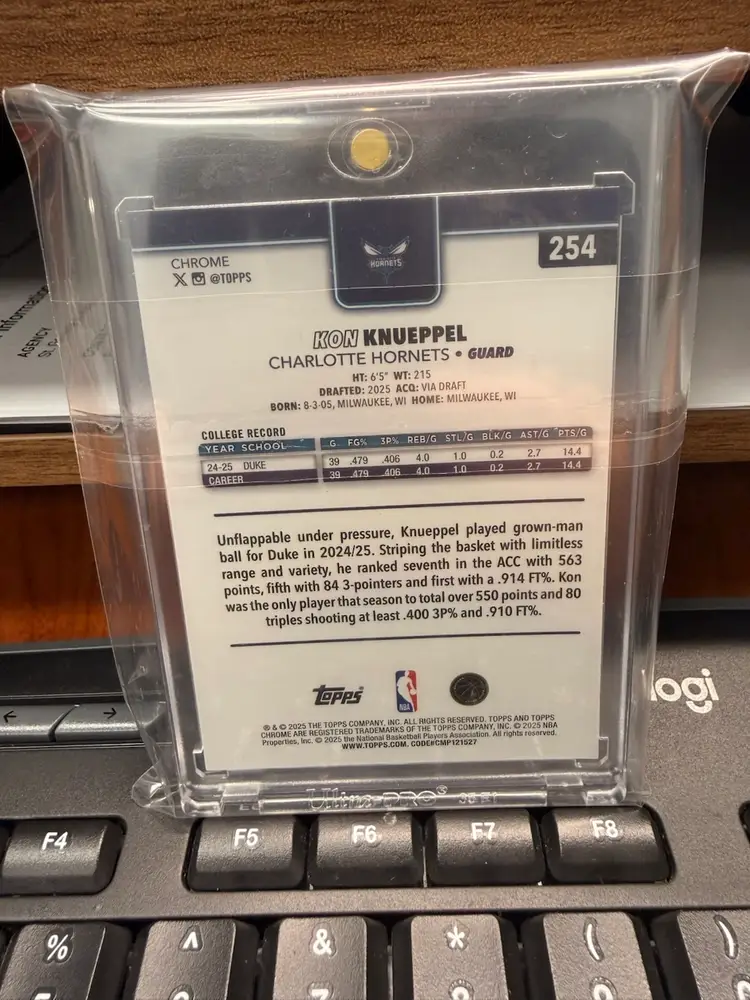 254
CHROME
@TOPPS
HORNETS
KON KNUEPPEL
CHARLOTTE HORNETS • GUARD
HT: 6'5" WT: 215
DRAFTED: 2025 ACQ: VIA DRAFT
BORN: 8-3-05, MILWAUKEE, WI HOME: MILWAUKEE, WI
COLLEGE RECORD
YEAR SCHOOL G FG% 3P% REB/G STL/G BLK/G AST/G PTS/G
24-25 DUKE 39 .479 .406 4.0 1.0 0.2 2.7 14.4
CAREER 39 .479 .406 4.0 1.0 0.2 2.7 14.4
Unflappable under pressure, Knueppel played grown-man
ball for Duke in 2024/25. Striping the basket with limitless
range and variety, he ranked seventh in the ACC with 563
points, fifth with 84 3-pointers and first with a .914 FT%. Kon
was the only player that season to total over 550 points and 80
triples shooting at least .400 3P% and .910 FT%.
topps NBA
® & © 2025 THE TOPPS COMPANY, INC. ALL RIGHTS RESERVED. TOPPS AND TOPPS
CHROME ARE REGISTERED TRADEMARKS OF THE TOPPS COMPANY, INC. © 2025 NBA
Properties, Inc. © 2025 the National Basketball Players Association. All rights reserved.
WWW.TOPPS.COM. CODE#CMP121527
Ultra·PRO®
AGENCY
logi
F4 F5 F6 F7 F8
% ^ & * ( )